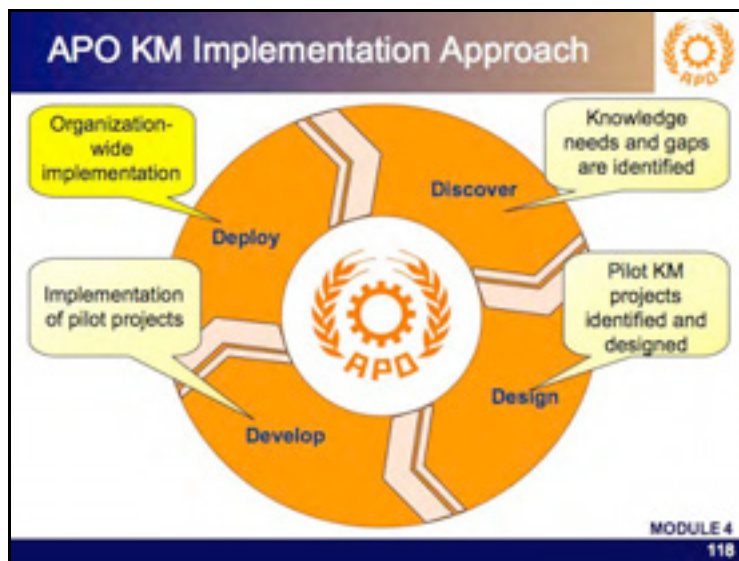 APO KM Implementation Approach
APO
Organization-
wide
implementation
Knowledge
needs and gaps
are identified
Discover
Deploy
Implementation
of pilot projects
Pilot KM
projects
identified and
designed
APO
Design
Develop
MODULE 4
118